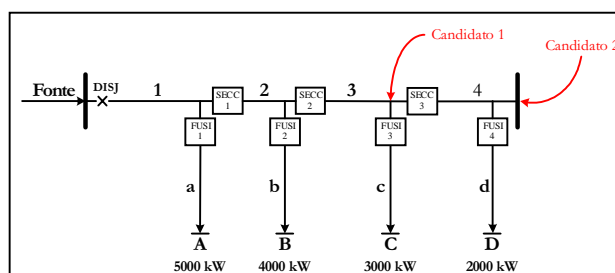 Candidato 1
Candidato 2
Fonte
DISJ
1
SECC 1
2
SECC 2
3
SECC 3
4
FUSI 1
FUSI 2
FUSI 3
FUSI 4
a
b
c
d
A
B
C
D
5000 kW
4000 kW
3000 kW
2000 kW